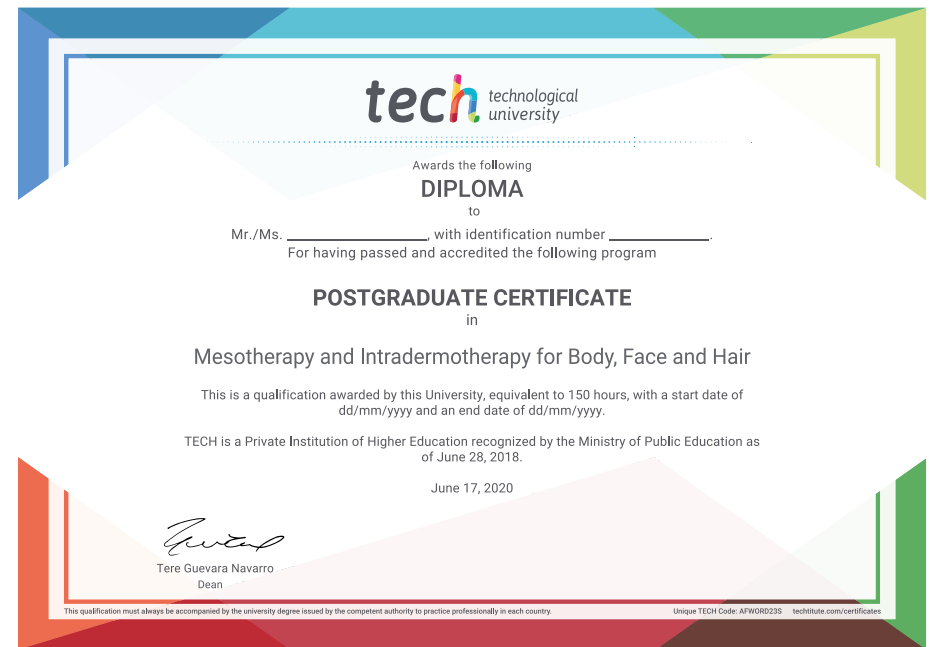 tech technological
university
Awards the following
DIPLOMA
to
Mr./Ms. ____________________, with identification number ______________.
For having passed and accredited the following program
POSTGRADUATE CERTIFICATE
in
Mesotherapy and Intradermotherapy for Body, Face and Hair
This is a qualification awarded by this University, equivalent to 150 hours, with a start date of
dd/mm/yyyy and an end date of dd/mm/yyyy.
TECH is a Private Institution of Higher Education recognized by the Ministry of Public Education as
of June 28, 2018.
June 17, 2020
Tere Guevara Navarro
Dean
This qualification must always be accompanied by the university degree issued by the competent authority to practice professionally in each country.
Unique TECH Code: AFWORD23S techtitute.com/certificates